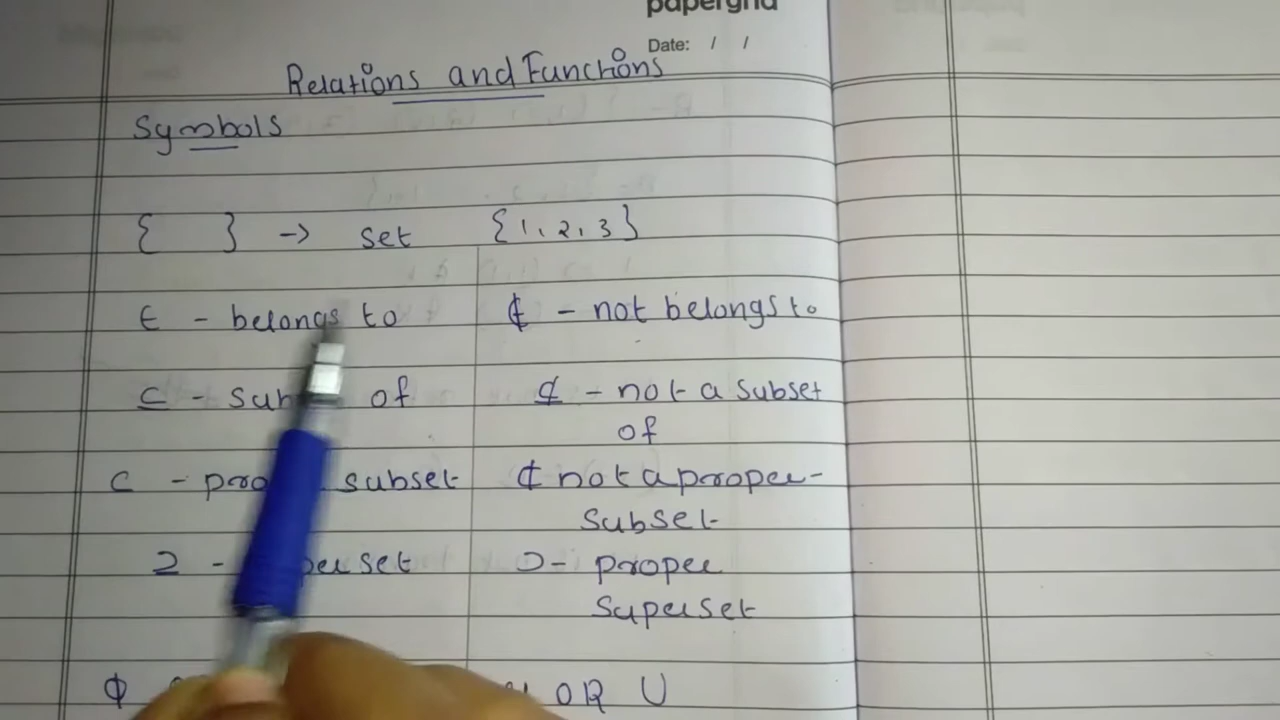 papergrid
Date: / /
Relations and Functions
Symbols
{ } → set {1, 2, 3}
∈ - belongs to ∉ - not belongs to
⊆ - of ⊈ - not a subset
of
⊂ - subset ⊄ not a proper-
subset
⊇ - ⊃- proper
superset
φ OR U